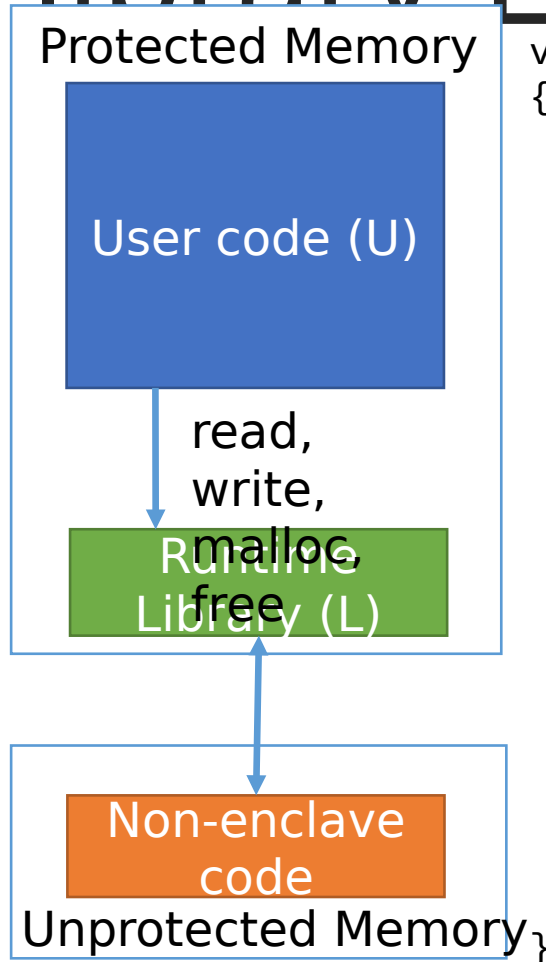 Protected Memory
v
{
User code (U)
read,
write,
malloc,
free
Runtime
Library (L)
Non-enclave
code
Unprotected Memory
}